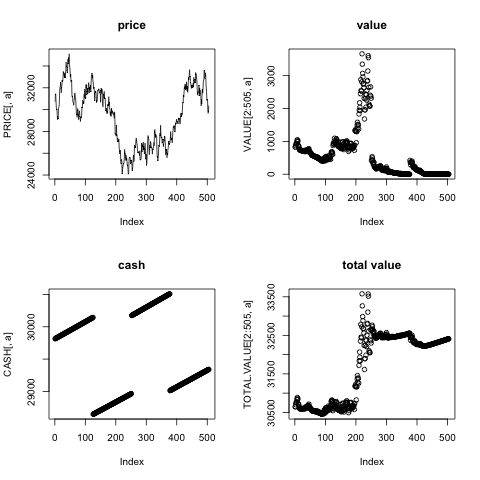 price
PRICE[, a]
24000 28000 32000
0 100 200 300 400 500
Index
value
VALUE[2:505, a]
0 1000 2000 3000
0 100 200 300 400 500
Index
cash
CASH[, a]
29000 30000
0 100 200 300 400 500
Index
total value
TOTAL.VALUE[2:505, a]
30500 31500 32500 33500
0 100 200 300 400 500
Index